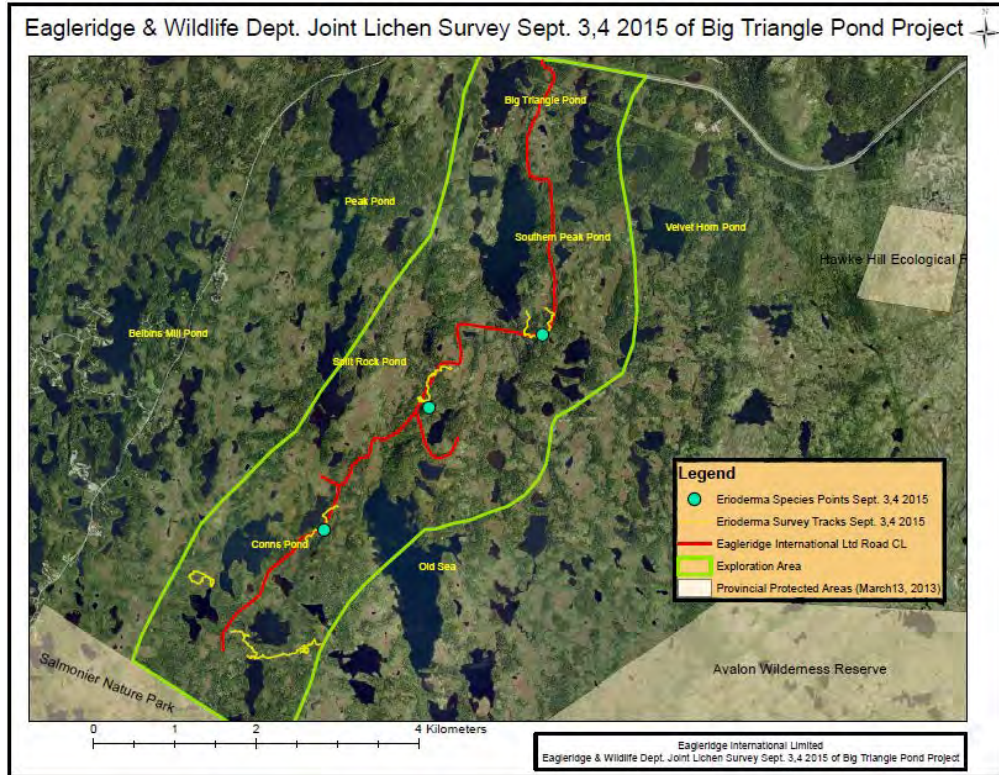 Eagleridge & Wildlife Dept. Joint Lichen Survey Sept. 3,4 2015 of Big Triangle Pond Project
N
Big Triangle Pond
Peak Pond
Southern Peak Pond
Velvet Horn Pond
Hawke Hill Ecological R
Belbins Mill Pond
Split Rock Pond
Conns Pond
Old Sea
Salmonier Nature Park
Avalon Wilderness Reserve
Legend
Erioderma Species Points Sept. 3,4 2015
Erioderma Survey Tracks Sept. 3,4 2015
Eagleridge International Ltd Road CL
Exploration Area
Provincial Protected Areas (March13, 2013)
0 1 2 4 Kilometers
Eagleridge International Limited
Eagleridge & Wildlife Dept. Joint Lichen Survey Sept. 3,4 2015 of Big Triangle Pond Project